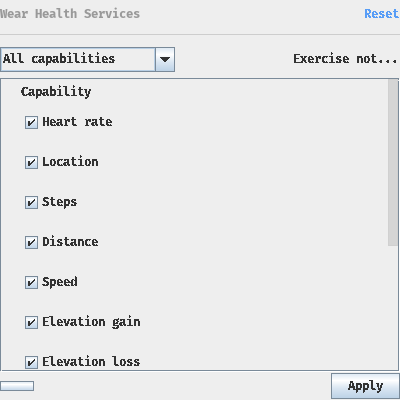 Wear Health Services
Reset
All capabilities
Exercise not...
Capability
Heart rate
Location
Steps
Distance
Speed
Elevation gain
Elevation loss
Apply